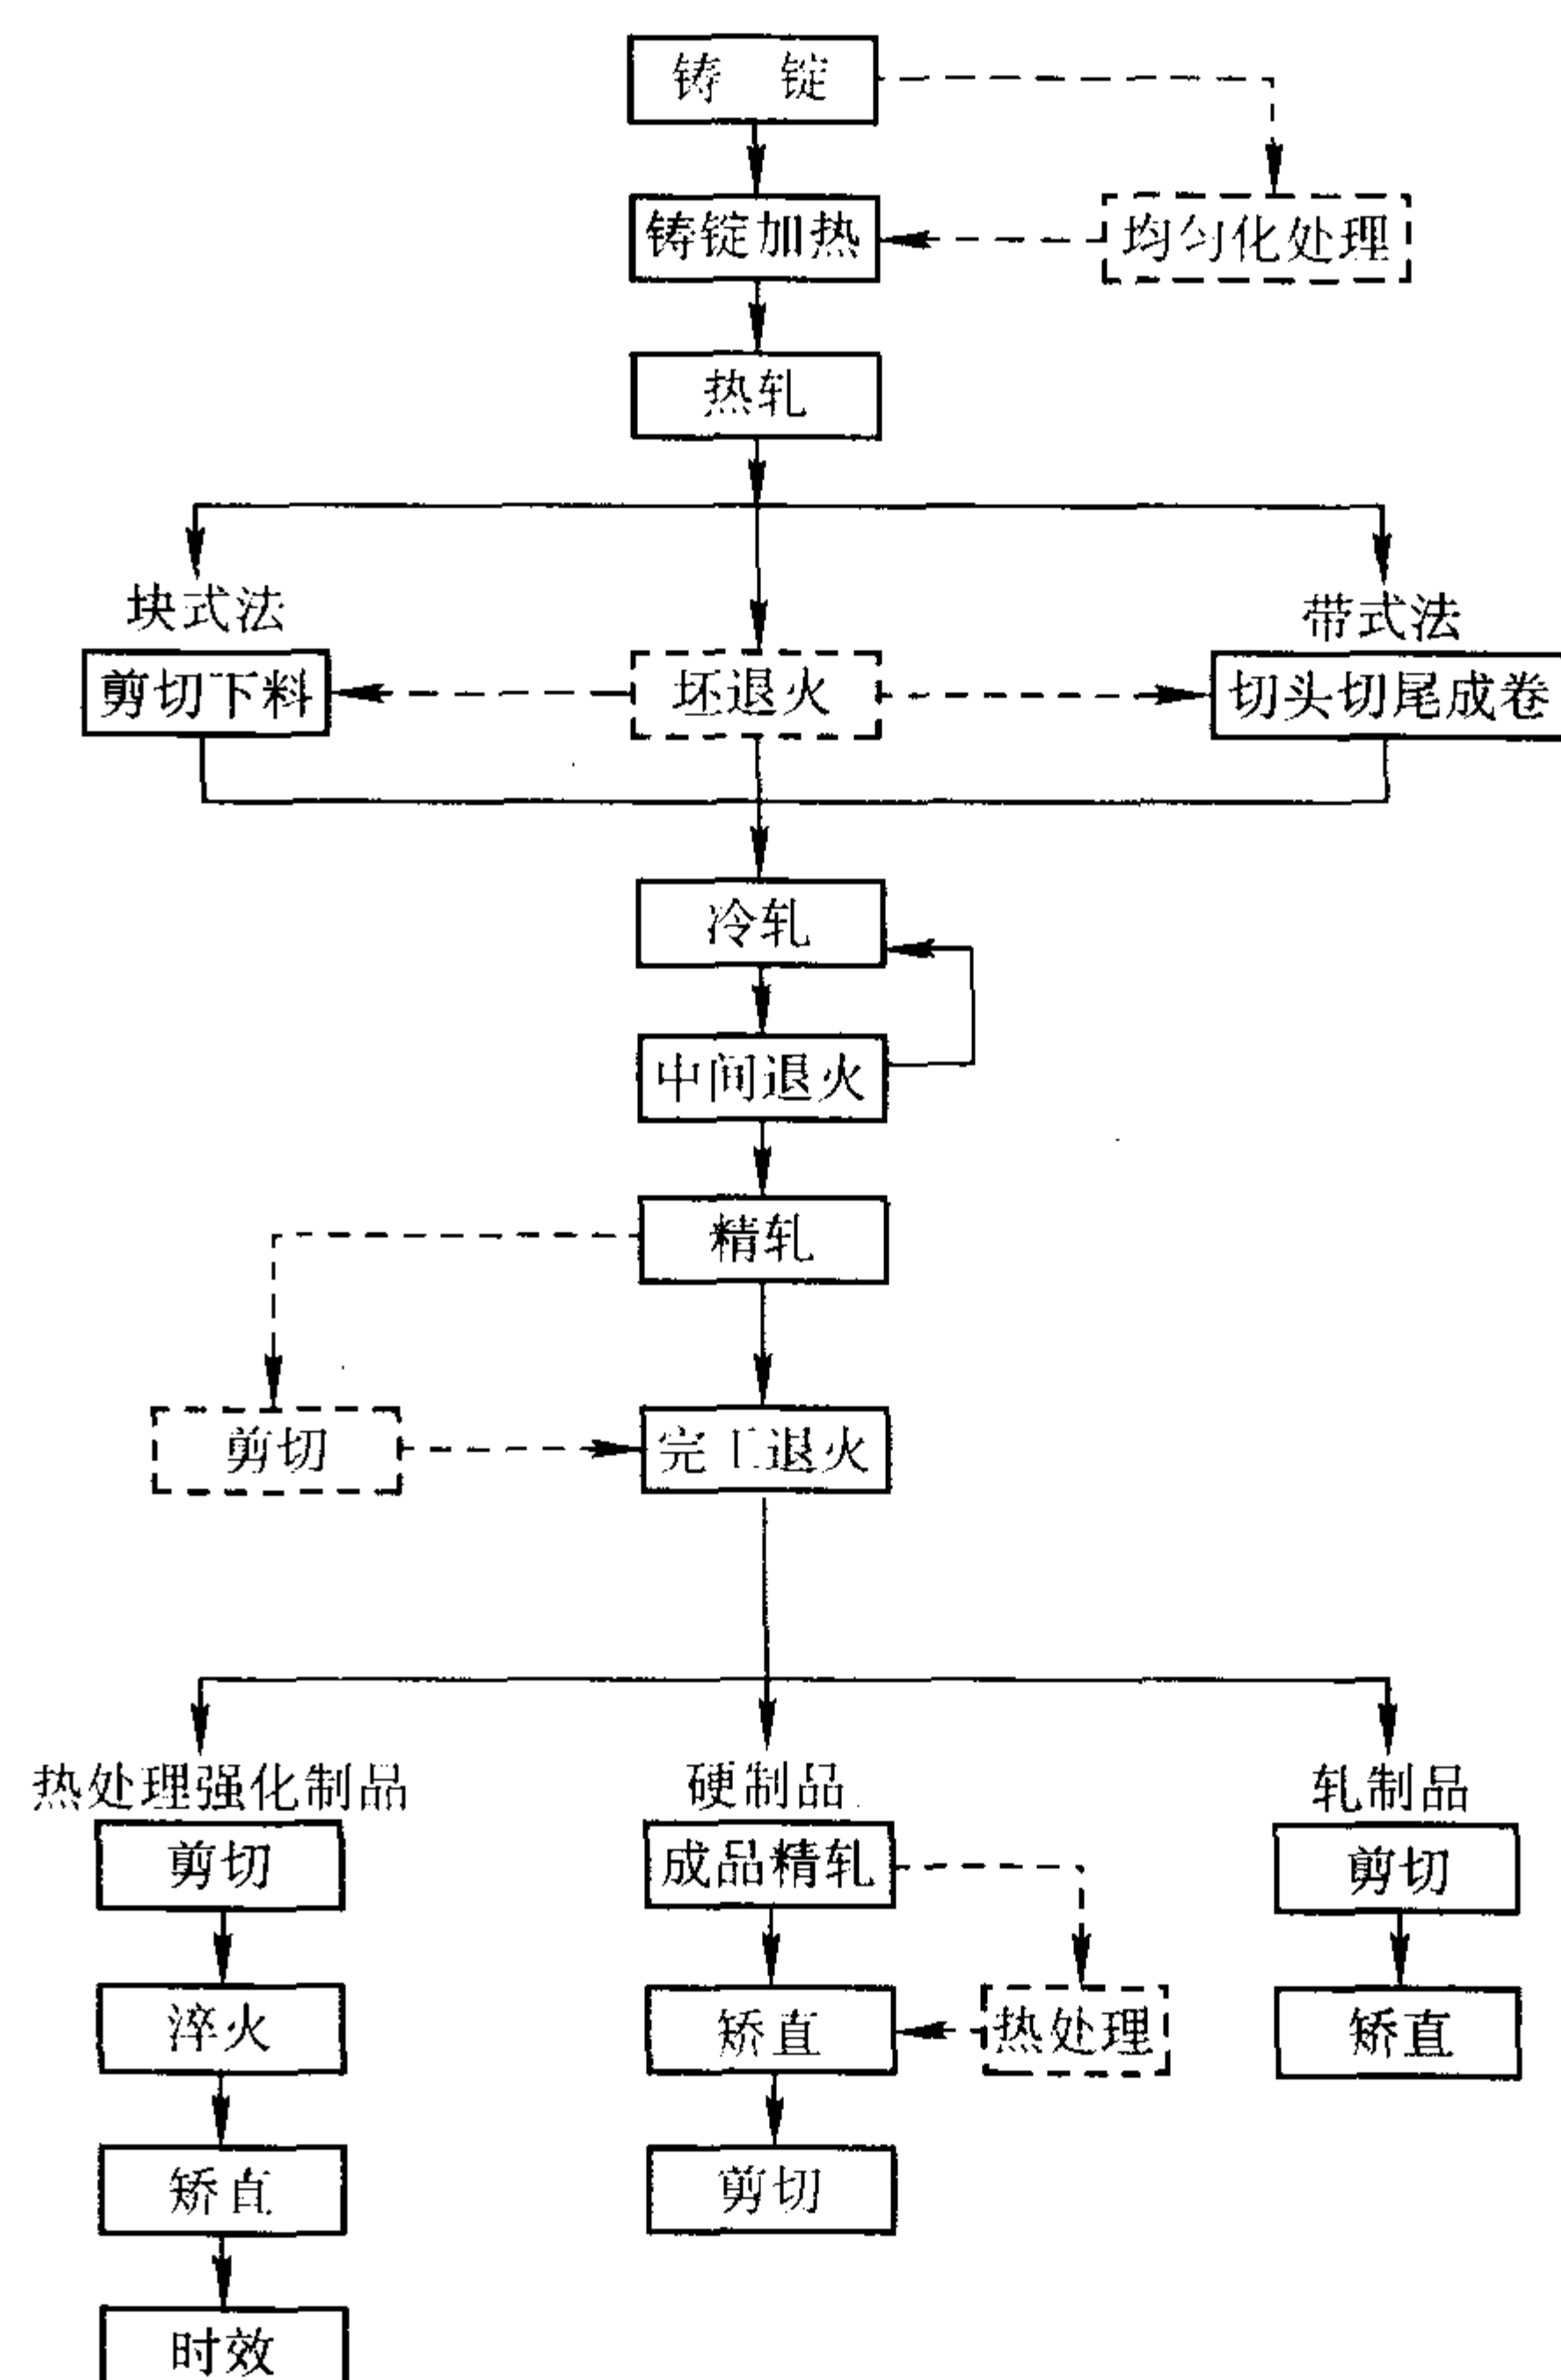 铸 锭
铸锭加热
均匀化处理
热轧
块式法
带式法
剪切下料
坯退火
切头切尾成卷
冷轧
中间退火
精轧
剪切
完工退火
热处理强化制品
硬制品
轧制品
剪切
成品精轧
剪切
淬火
矫直
热处理
矫直
矫直
剪切
时效